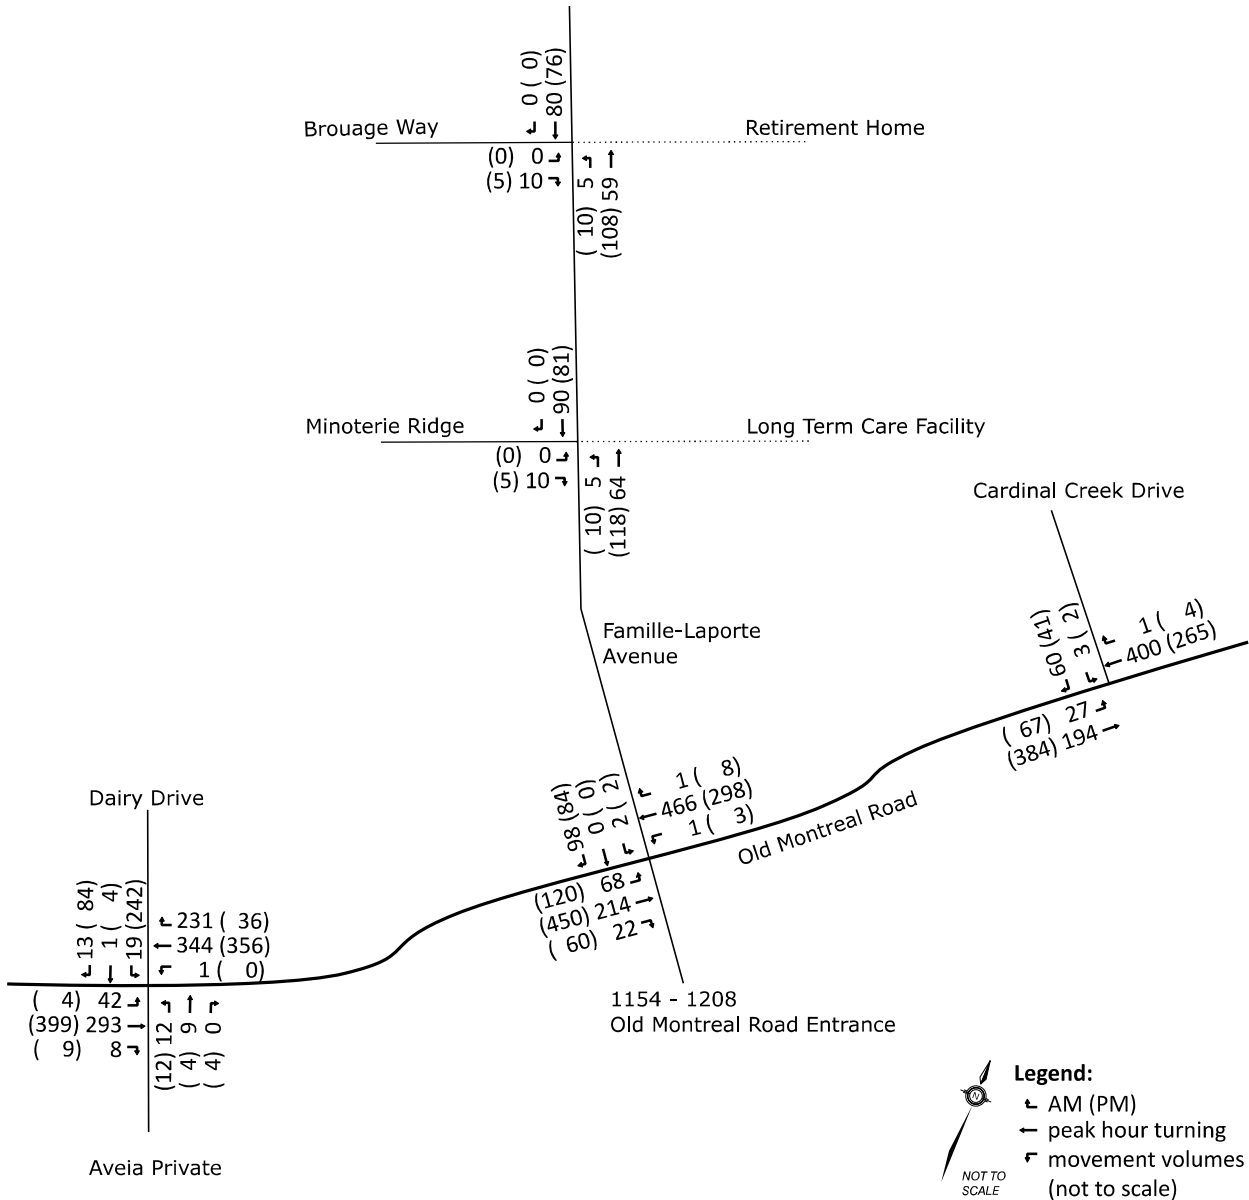 0 ( 0)
80 (76)
Brouage Way
Retirement Home
(0) 0
(5) 10
( 10) 5
(108) 59
0 ( 0)
90 (81)
Minoterie Ridge
Long Term Care Facility
(0) 0
(5) 10
( 10) 5
(118) 64
Cardinal Creek Drive
60 (41)
3 ( 2)
1 ( 4)
400 (265)
( 67) 27
(384) 194
Famille-Laporte
Avenue
98 (84)
0 ( 0)
2 ( 2)
1 ( 8)
466 (298)
1 ( 3)
Old Montreal Road
(120) 68
(450) 214
( 60) 22
Dairy Drive
13 ( 84)
1 ( 4)
19 (242)
231 ( 36)
344 (356)
1 ( 0)
( 4) 42
(399) 293
( 9) 8
(12) 12
( 4) 9
( 4) 0
1154 - 1208
Old Montreal Road Entrance
Aveia Private
N
NOT TO
SCALE
Legend:
AM (PM)
peak hour turning
movement volumes
(not to scale)